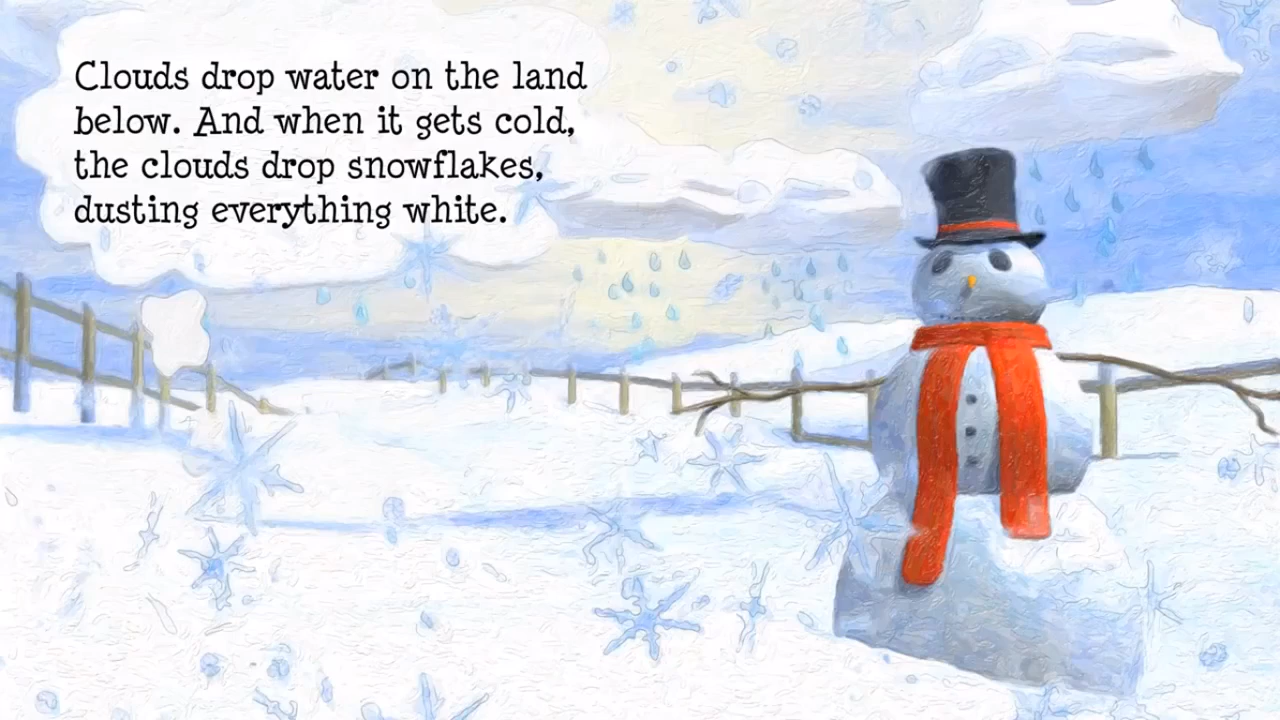 Clouds drop water on the land
below. And when it gets cold,
the clouds drop snowflakes,
dusting everything white.